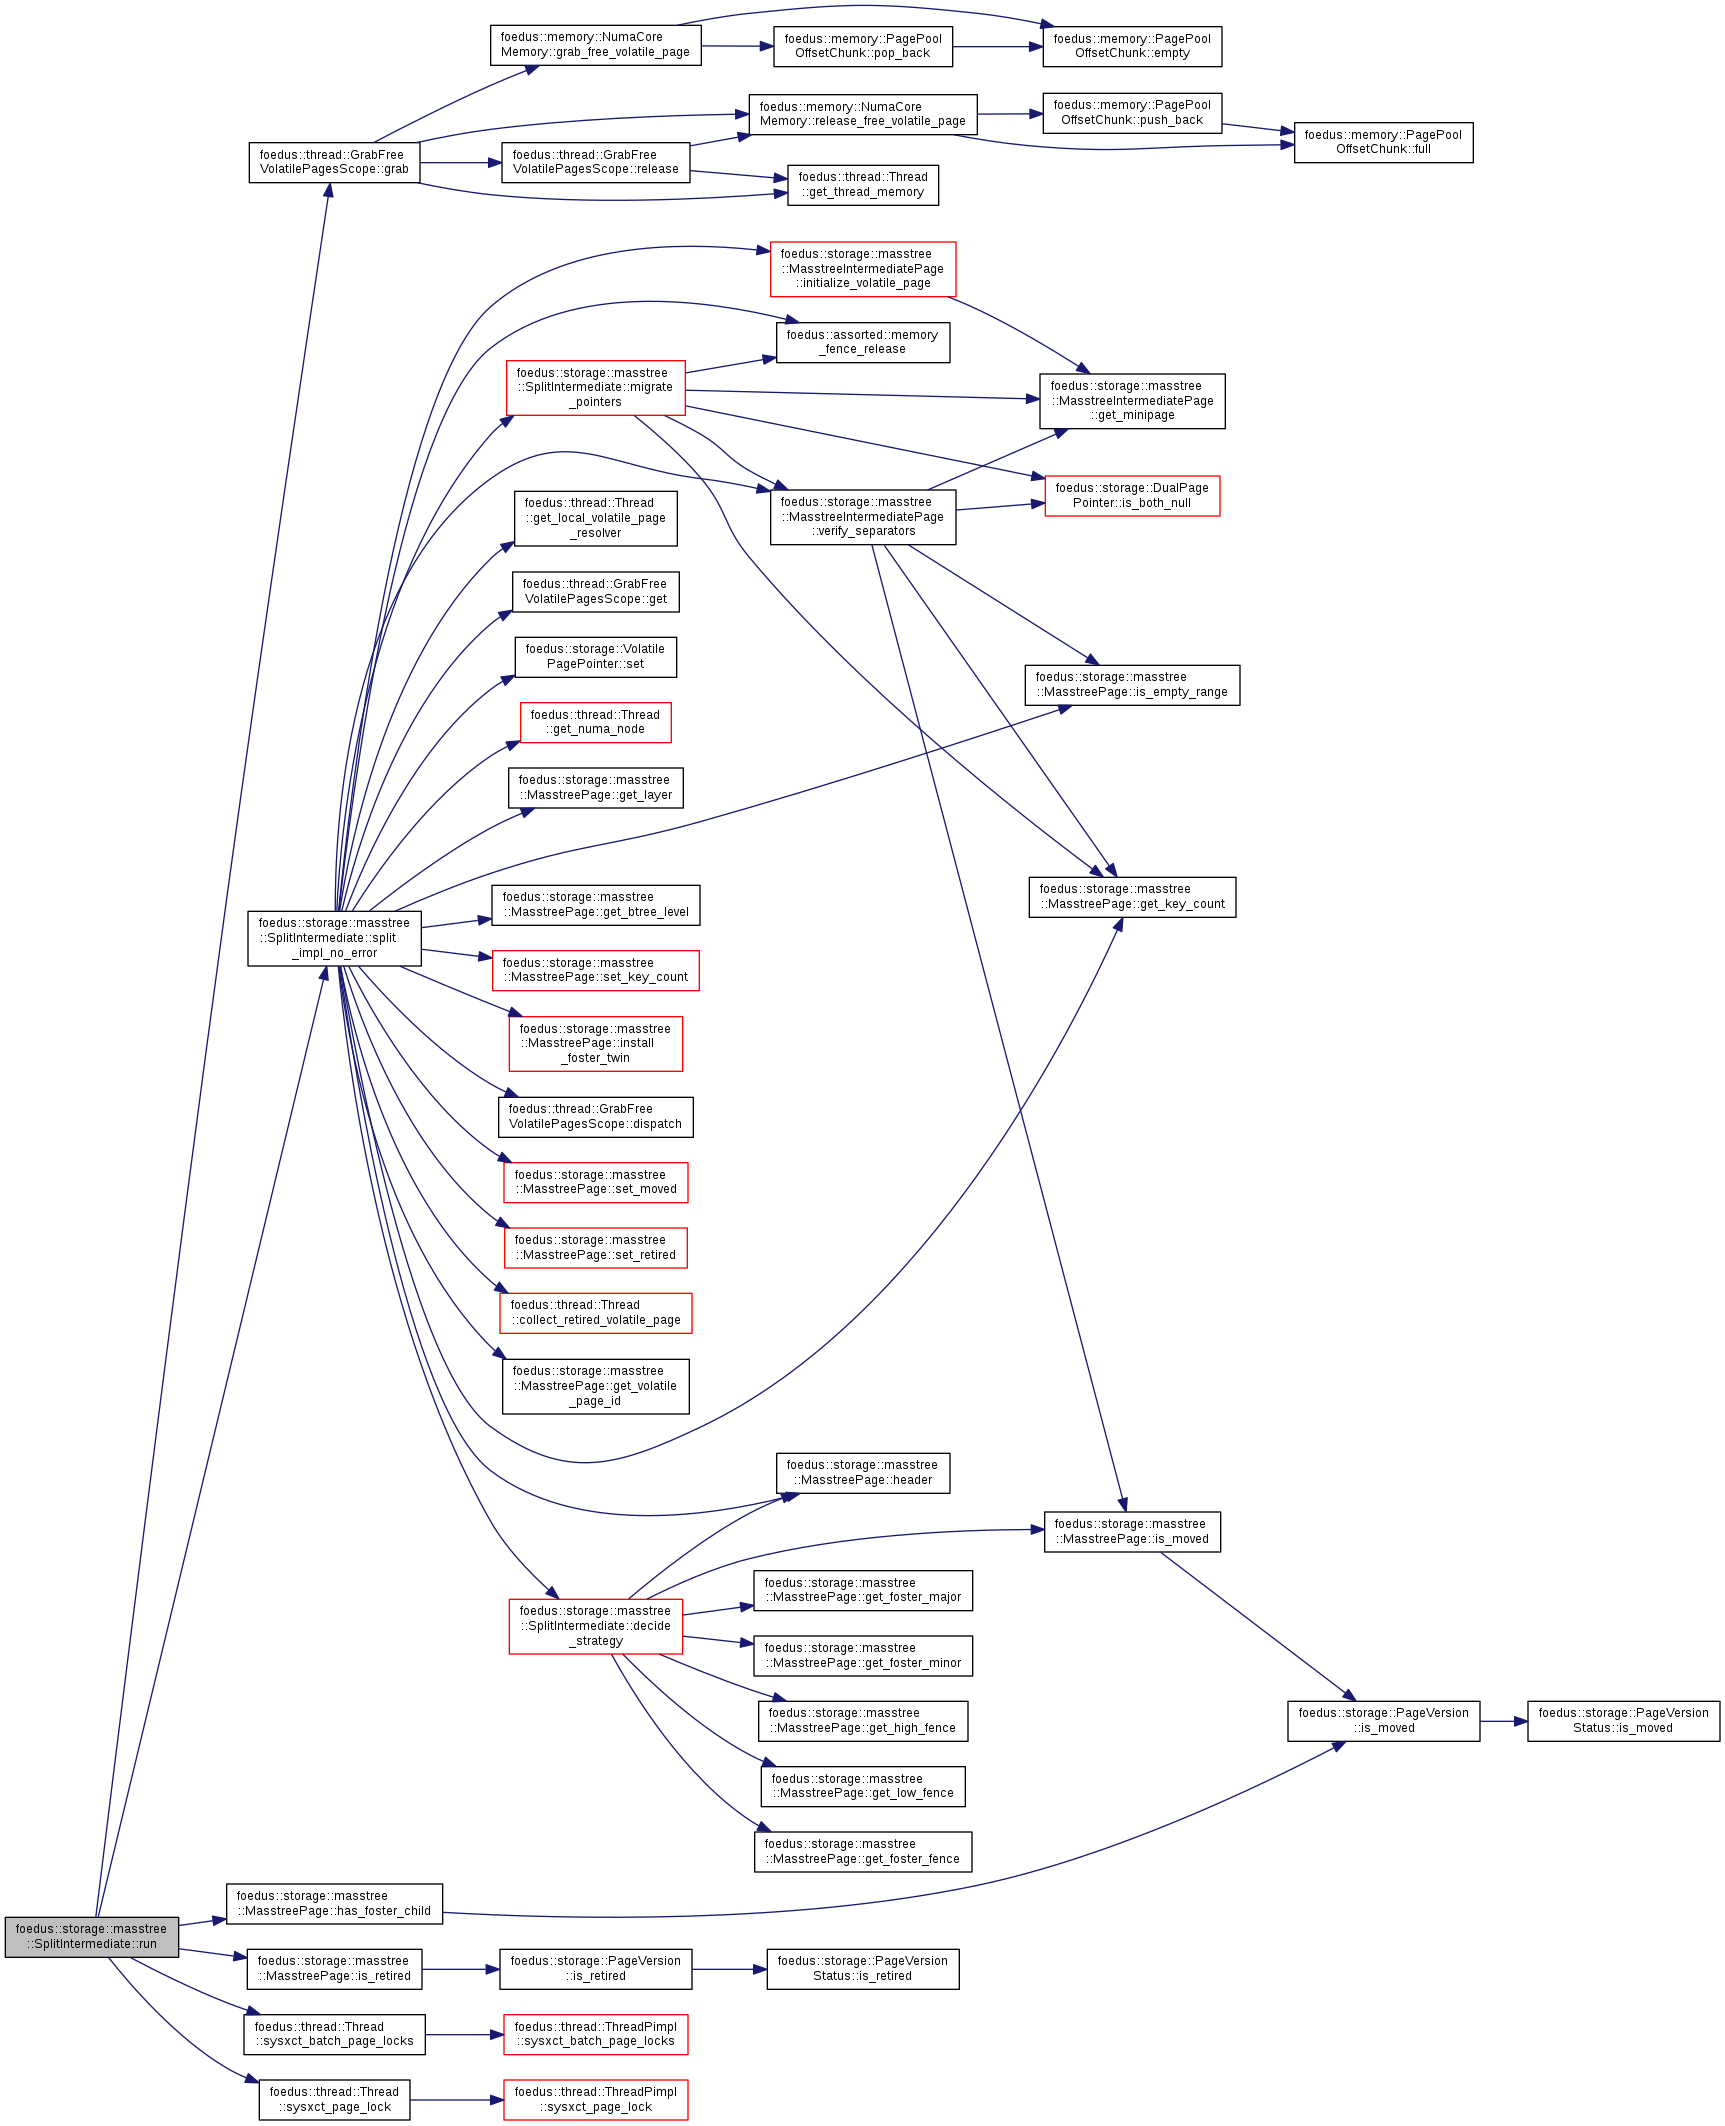 foedus::memory::NumaCore
Memory::grab_free_volatile_page
foedus::memory::PagePool
OffsetChunk::pop_back
foedus::memory::PagePool
OffsetChunk::empty
foedus::memory::NumaCore
Memory::release_free_volatile_page
foedus::memory::PagePool
OffsetChunk::push_back
foedus::memory::PagePool
OffsetChunk::full
foedus::thread::GrabFree
VolatilePagesScope::grab
foedus::thread::GrabFree
VolatilePagesScope::release
foedus::thread::Thread
::get_thread_memory
foedus::storage::masstree
::MasstreeIntermediatePage
::initialize_volatile_page
foedus::assorted::memory
_fence_release
foedus::storage::masstree
::SplitIntermediate::migrate
_pointers
foedus::storage::masstree
::MasstreeIntermediatePage
::get_minipage
foedus::storage::masstree
::MasstreeIntermediatePage
::verify_separators
foedus::storage::DualPage
Pointer::is_both_null
foedus::thread::Thread
::get_local_volatile_page
_resolver
foedus::thread::GrabFree
VolatilePagesScope::get
foedus::storage::Volatile
PagePointer::set
foedus::storage::masstree
::MasstreePage::is_empty_range
foedus::thread::Thread
::get_numa_node
foedus::storage::masstree
::MasstreePage::get_layer
foedus::storage::masstree
::MasstreePage::get_key_count
foedus::storage::masstree
::SplitIntermediate::split
_impl_no_error
foedus::storage::masstree
::MasstreePage::get_btree_level
foedus::storage::masstree
::MasstreePage::set_key_count
foedus::storage::masstree
::MasstreePage::install
_foster_twin
foedus::thread::GrabFree
VolatilePagesScope::dispatch
foedus::storage::masstree
::MasstreePage::set_moved
foedus::storage::masstree
::MasstreePage::set_retired
foedus::thread::Thread
::collect_retired_volatile_page
foedus::storage::masstree
::MasstreePage::get_volatile
_page_id
foedus::storage::masstree
::MasstreePage::header
foedus::storage::masstree
::MasstreePage::is_moved
foedus::storage::masstree
::SplitIntermediate::decide
_strategy
foedus::storage::masstree
::MasstreePage::get_foster_major
foedus::storage::masstree
::MasstreePage::get_foster_minor
foedus::storage::masstree
::MasstreePage::get_high_fence
foedus::storage::masstree
::MasstreePage::get_low_fence
foedus::storage::masstree
::MasstreePage::get_foster_fence
foedus::storage::PageVersion
::is_moved
foedus::storage::PageVersion
Status::is_moved
foedus::storage::masstree
::SplitIntermediate::run
foedus::storage::masstree
::MasstreePage::has_foster_child
foedus::storage::masstree
::MasstreePage::is_retired
foedus::storage::PageVersion
::is_retired
foedus::storage::PageVersion
Status::is_retired
foedus::thread::Thread
::sysxct_batch_page_locks
foedus::thread::ThreadPimpl
::sysxct_batch_page_locks
foedus::thread::Thread
::sysxct_page_lock
foedus::thread::ThreadPimpl
::sysxct_page_lock